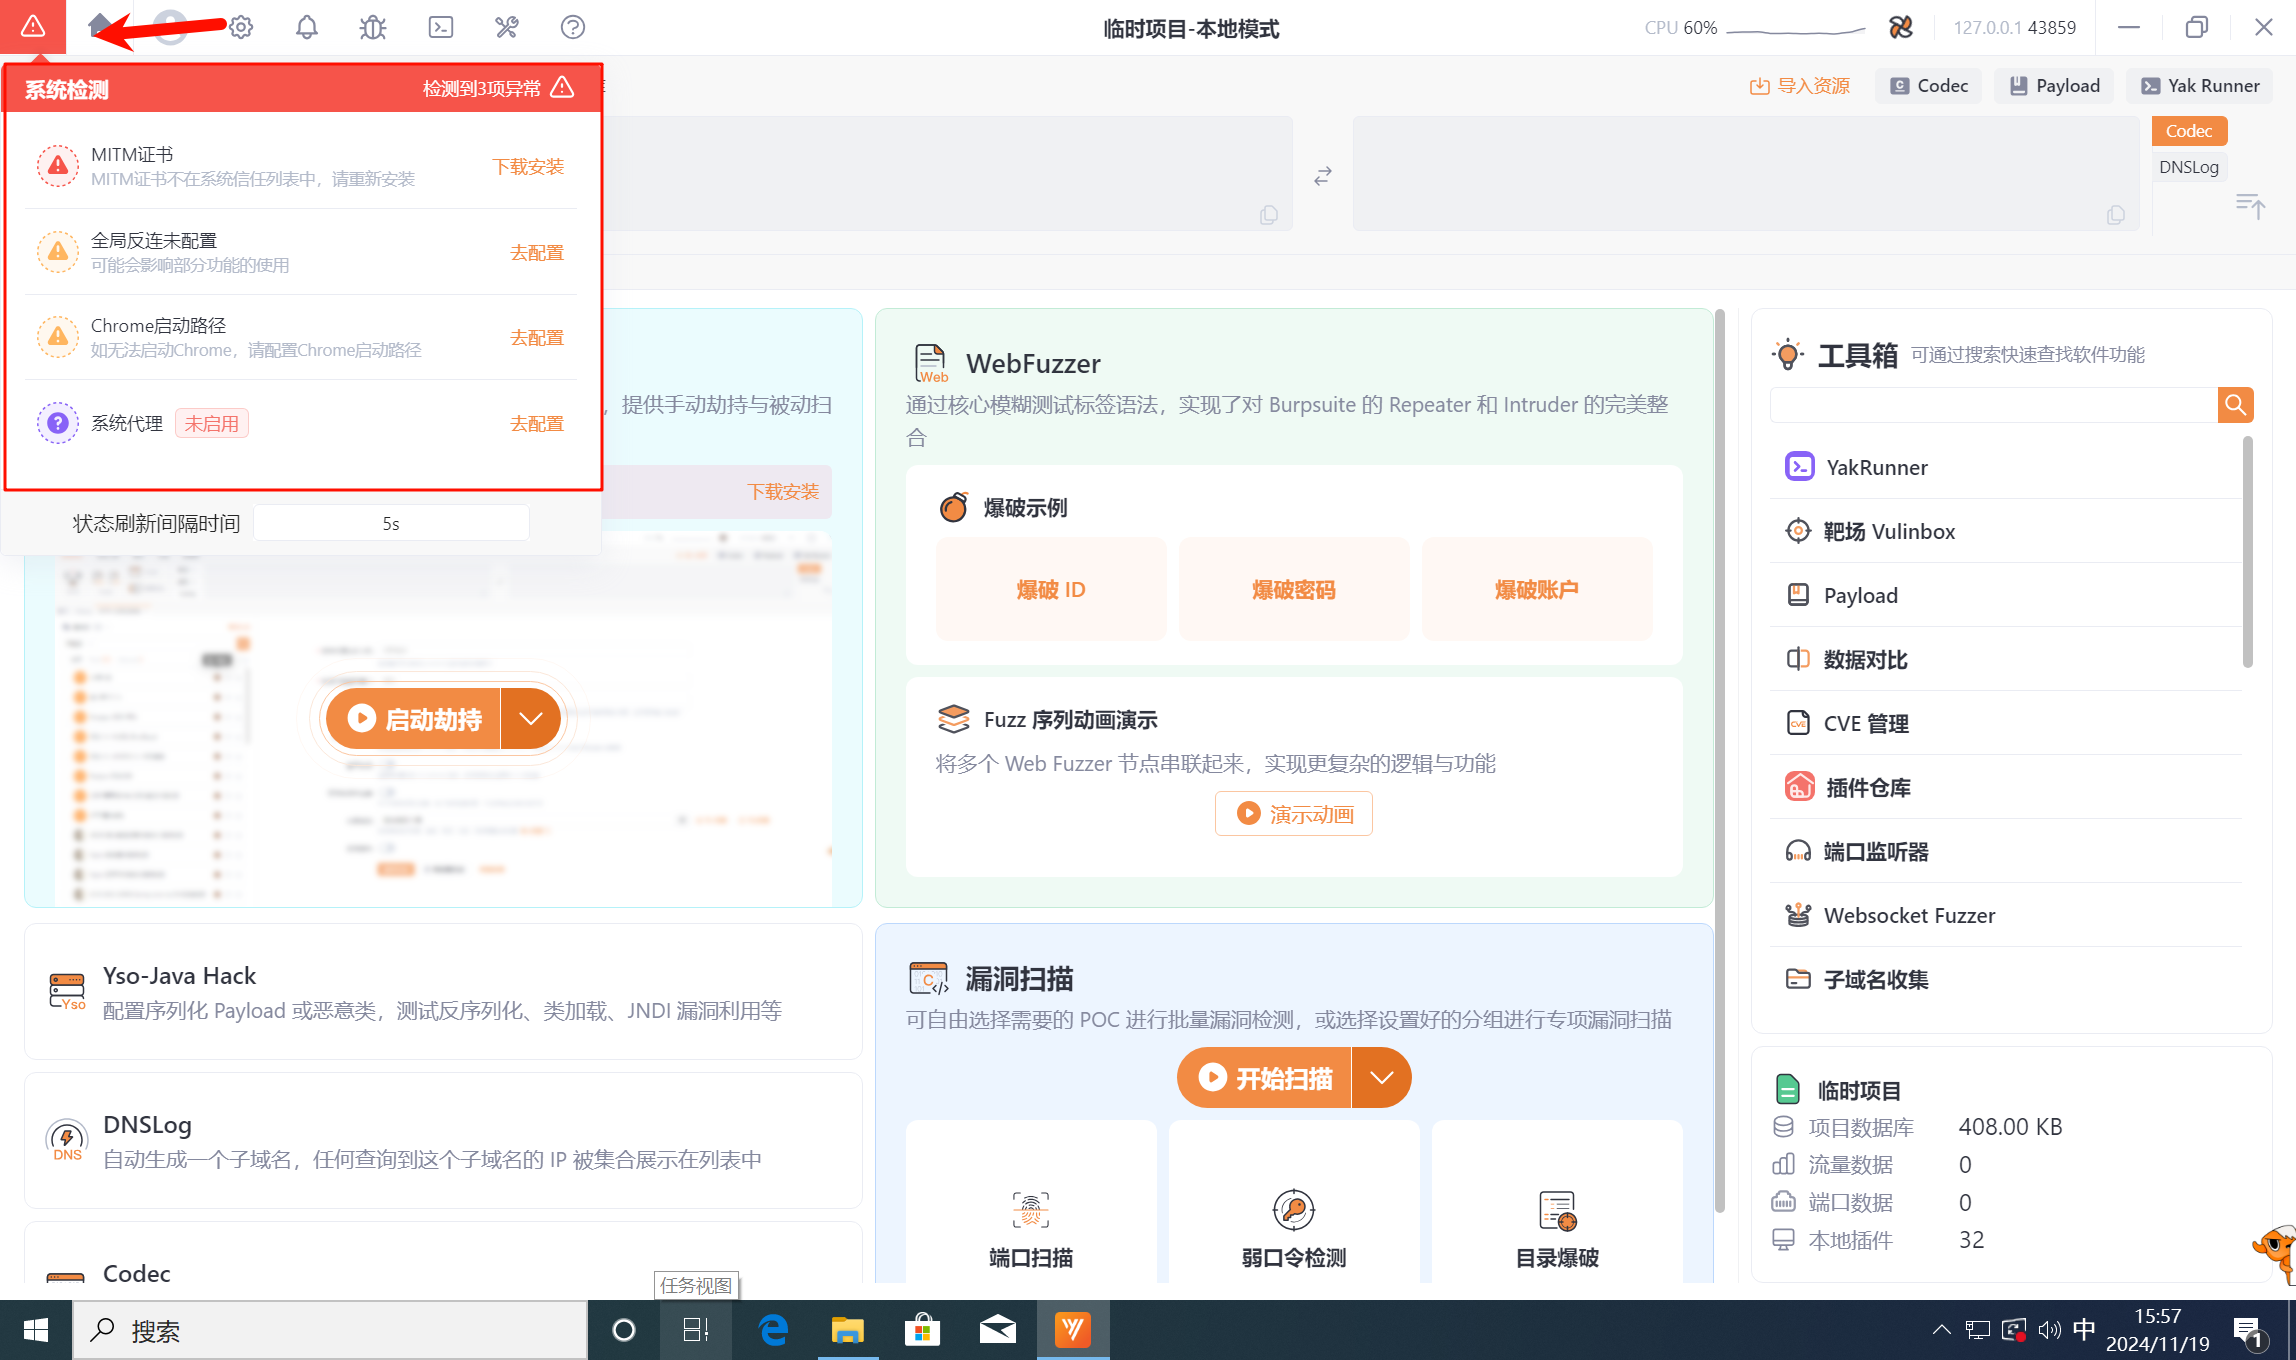 临时项目-本地模式
CPU 60%
127.0.0.1 43859
系统检测
检测到3项异常
MITM证书
MITM证书不在系统信任列表中，请重新安装
下载安装
全局反连未配置
可能会影响部分功能的使用
去配置
Chrome启动路径
如无法启动Chrome，请配置Chrome启动路径
去配置
系统代理
未启用
去配置
状态刷新间隔时间
5s
导入资源
Codec
Payload
Yak Runner
Codec
DNSLog
，提供手动劫持与被动扫
下载安装
启动劫持
WebFuzzer
Web
通过核心模糊测试标签语法，实现了对 Burpsuite 的 Repeater 和 Intruder 的完美整
合
爆破示例
爆破 ID
爆破密码
爆破账户
Fuzz 序列动画演示
将多个 Web Fuzzer 节点串联起来，实现更复杂的逻辑与功能
演示动画
Yso-Java Hack
Yso
配置序列化 Payload 或恶意类，测试反序列化、类加载、JNDI 漏洞利用等
DNSLog
DNS
自动生成一个子域名，任何查询到这个子域名的 IP 被集合展示在列表中
Codec
漏洞扫描
可自由选择需要的 POC 进行批量漏洞检测，或选择设置好的分组进行专项漏洞扫描
开始扫描
端口扫描
弱口令检测
目录爆破
工具箱
可通过搜索快速查找软件功能
YakRunner
靶场 Vulinbox
Payload
数据对比
CVE 管理
插件仓库
端口监听器
Websocket Fuzzer
子域名收集
临时项目
项目数据库 408.00 KB
流量数据 0
端口数据 0
本地插件 32
任务视图
搜索
中
15:57
2024/11/19
1